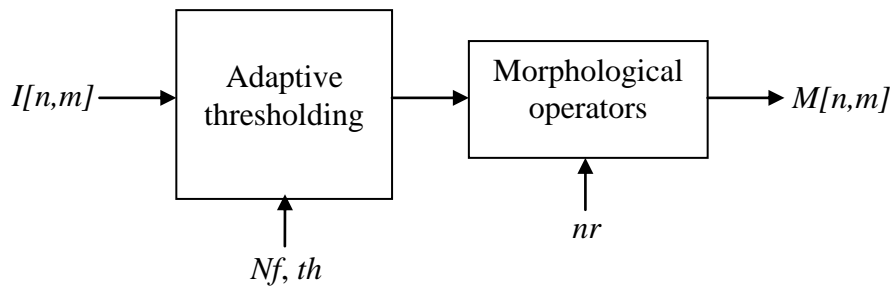 I[n,m]
Adaptive
thresholding
Morphological
operators
M[n,m]
Nf, th
nr